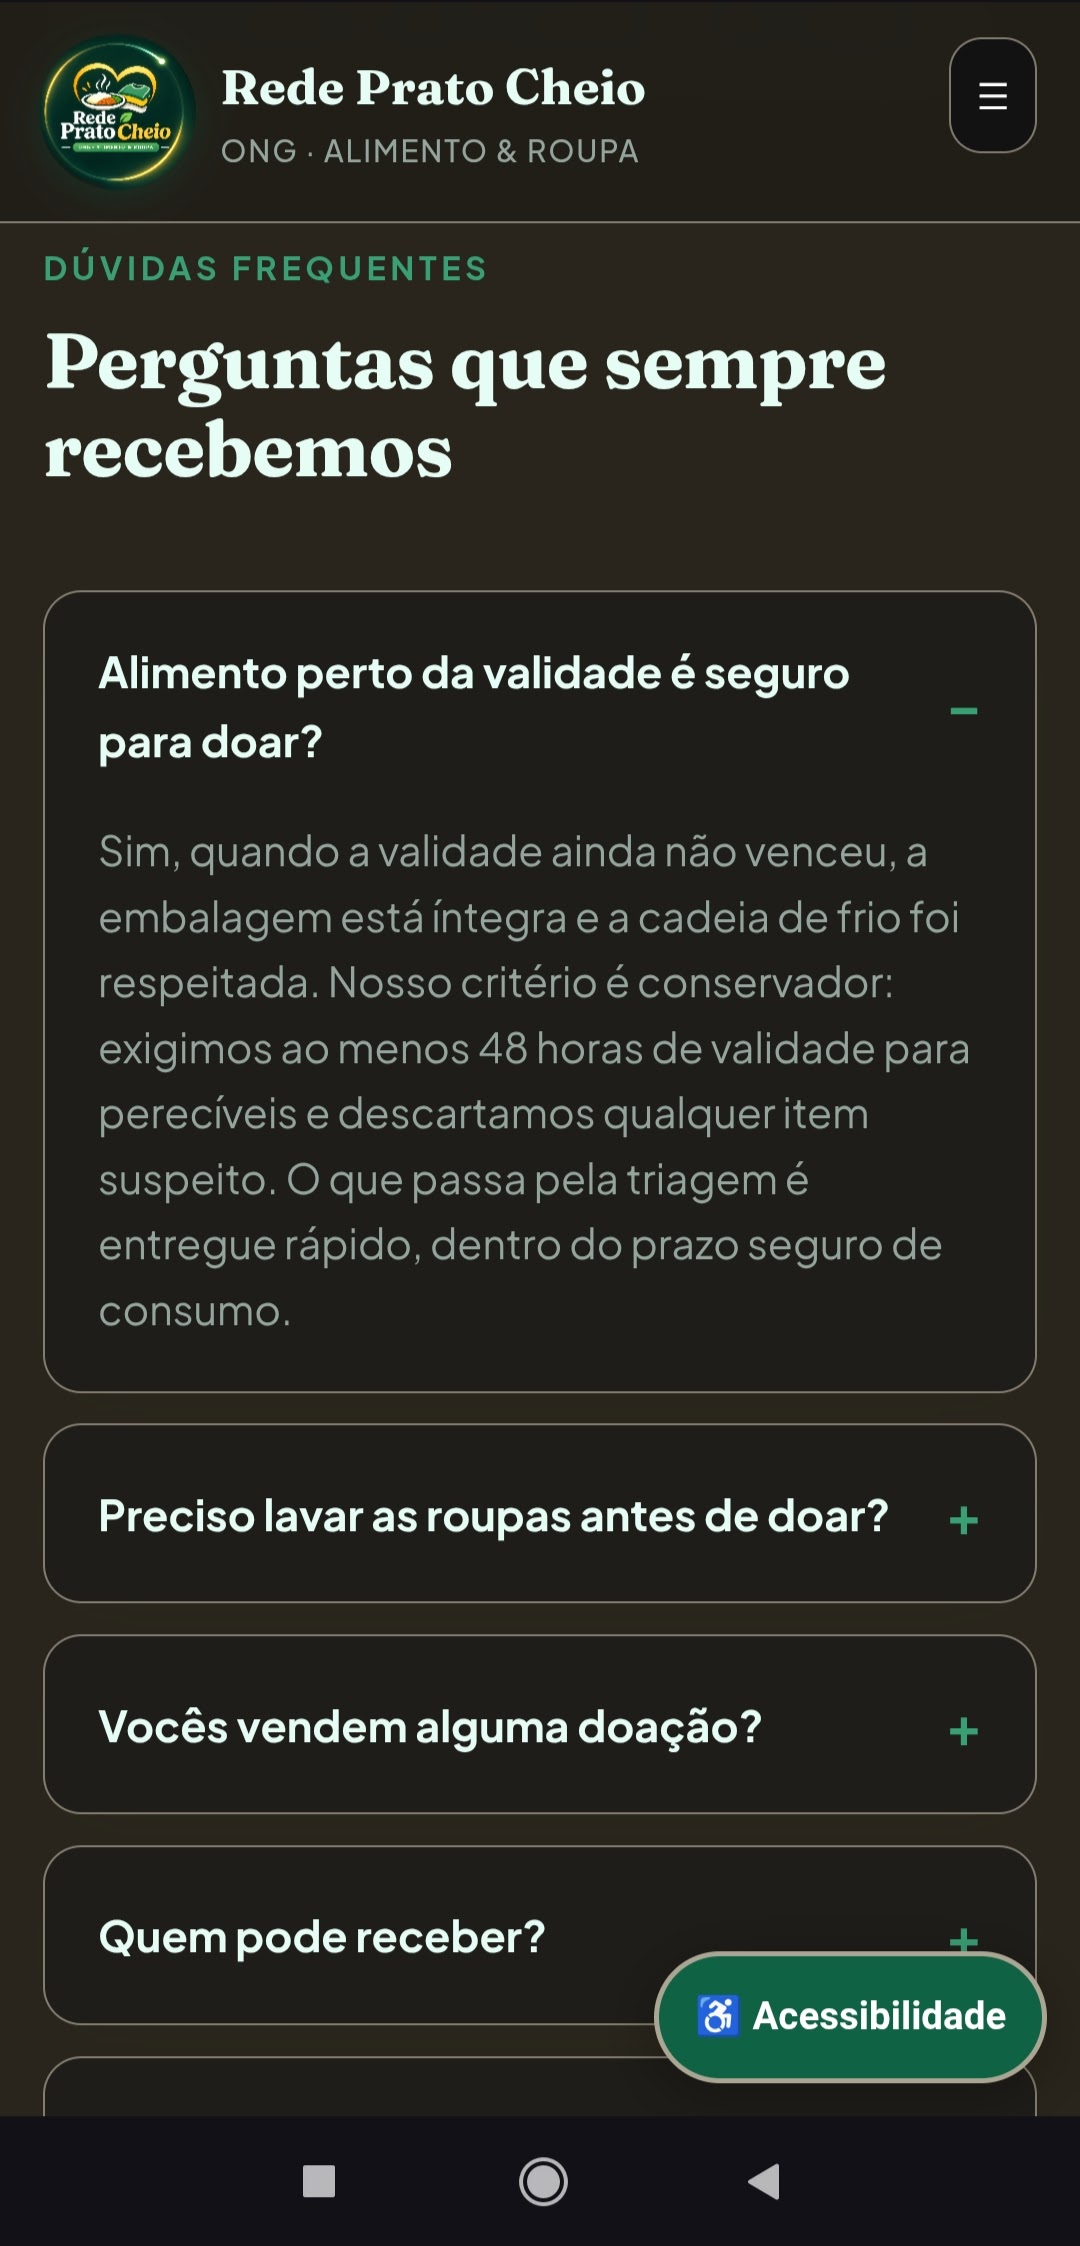 Rede
Prato Cheio
Rede Prato Cheio
ONG · ALIMENTO & ROUPA
☰
DÚVIDAS FREQUENTES
Perguntas que sempre
recebemos
Alimento perto da validade é seguro
para doar?
−
Sim, quando a validade ainda não venceu, a
embalagem está íntegra e a cadeia de frio foi
respeitada. Nosso critério é conservador:
exigimos ao menos 48 horas de validade para
perecíveis e descartamos qualquer item
suspeito. O que passa pela triagem é
entregue rápido, dentro do prazo seguro de
consumo.
Preciso lavar as roupas antes de doar? +
Vocês vendem alguma doação? +
Quem pode receber? +
♿ Acessibilidade